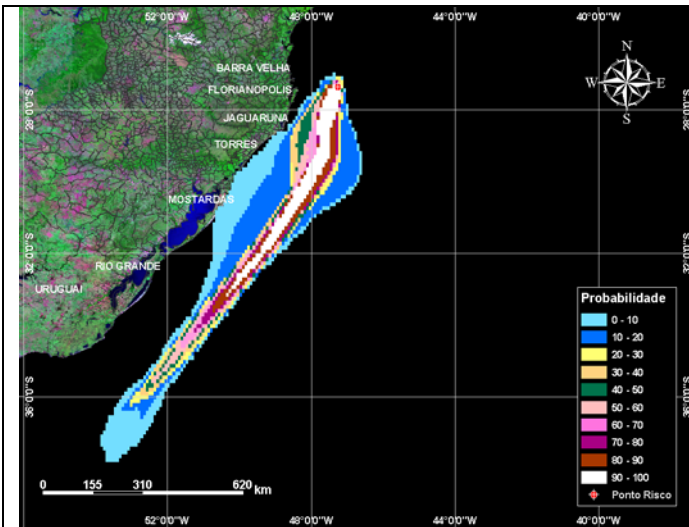 52°0'0"W 48°0'0"W 44°0'0"W 40°0'0"W
N
W E
S
BARRA VELHA
FLORIANOPOLIS
28°0'0"S 28°0'0"S
JAGUARUNA
TORRES
MOSTARDAS
32°0'0"S 32°0'0"S
RIO GRANDE
URUGUAI
Probabilidade
0 - 10
10 - 20
20 - 30
30 - 40
40 - 50
50 - 60
60 - 70
70 - 80
80 - 90
90 - 100
Ponto Risco
36°0'0"S 36°0'0"S
0 155 310 620 km
52°0'0"W 48°0'0"W 44°0'0"W 40°0'0"W